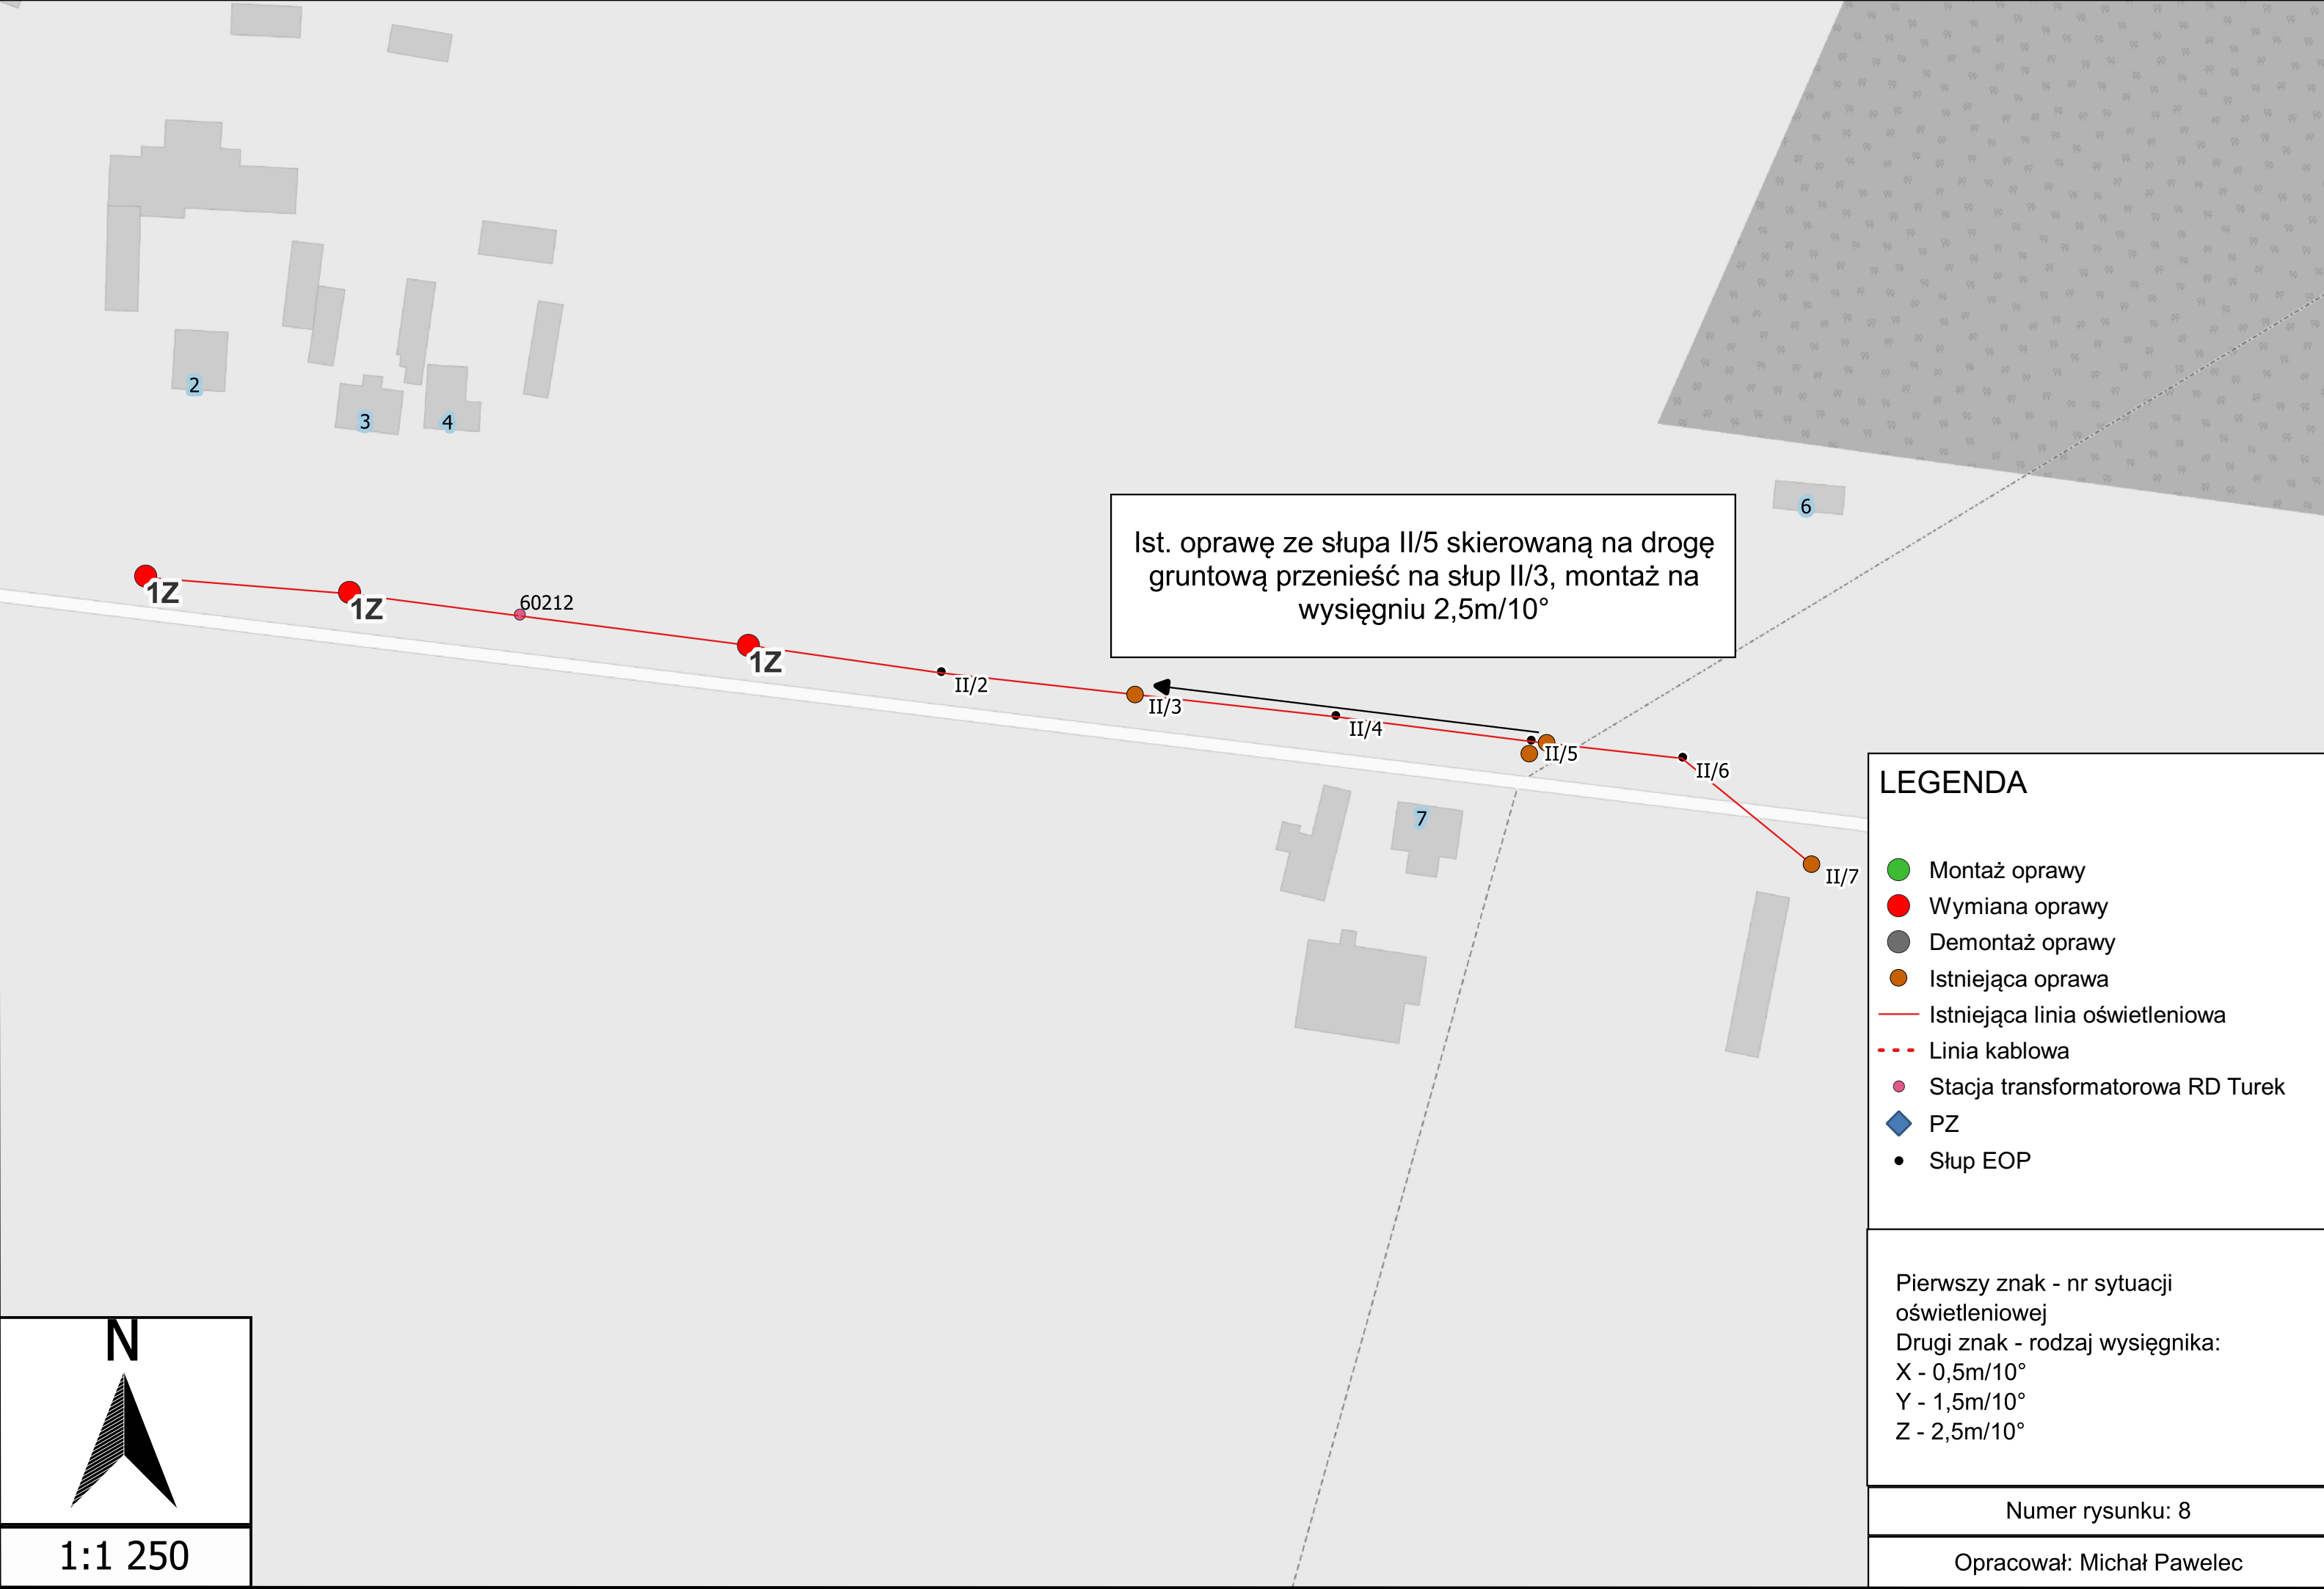 2
3
4
6
Ist. oprawę ze słupa II/5 skierowaną na drogę
gruntową przenieść na słup II/3, montaż na
wysięgniu 2,5m/10°
1Z
1Z
60212
1Z
II/2
II/3
II/4
II/5
II/6
II/7
7
LEGENDA
Montaż oprawy
Wymiana oprawy
Demontaż oprawy
Istniejąca oprawa
Istniejąca linia oświetleniowa
Linia kablowa
Stacja transformatorowa RD Turek
PZ
Słup EOP
Pierwszy znak - nr sytuacji
oświetleniowej
Drugi znak - rodzaj wysięgnika:
X - 0,5m/10°
Y - 1,5m/10°
Z - 2,5m/10°
Numer rysunku: 8
Opracował: Michał Pawelec
N
1:1 250